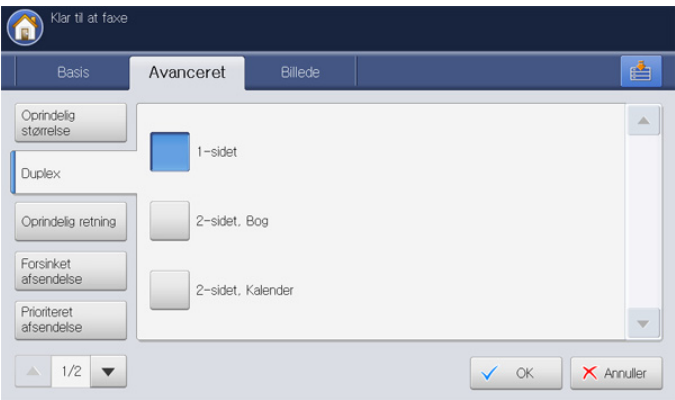 Klar til at faxe
Basis
Avanceret
Billede
Oprindelig
størrelse
Duplex
Oprindelig retning
Forsinket
afsendelse
Prioriteret
afsendelse
1-sidet
2-sidet, Bog
2-sidet, Kalender
1/2
OK
Annuller